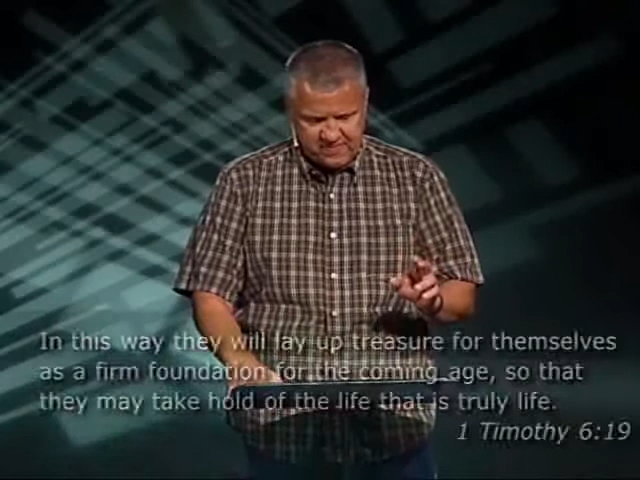 In this way they will lay up treasure for themselves
as a firm foundation for the coming age, so that
they may take hold of the life that is truly life.
1 Timothy 6:19